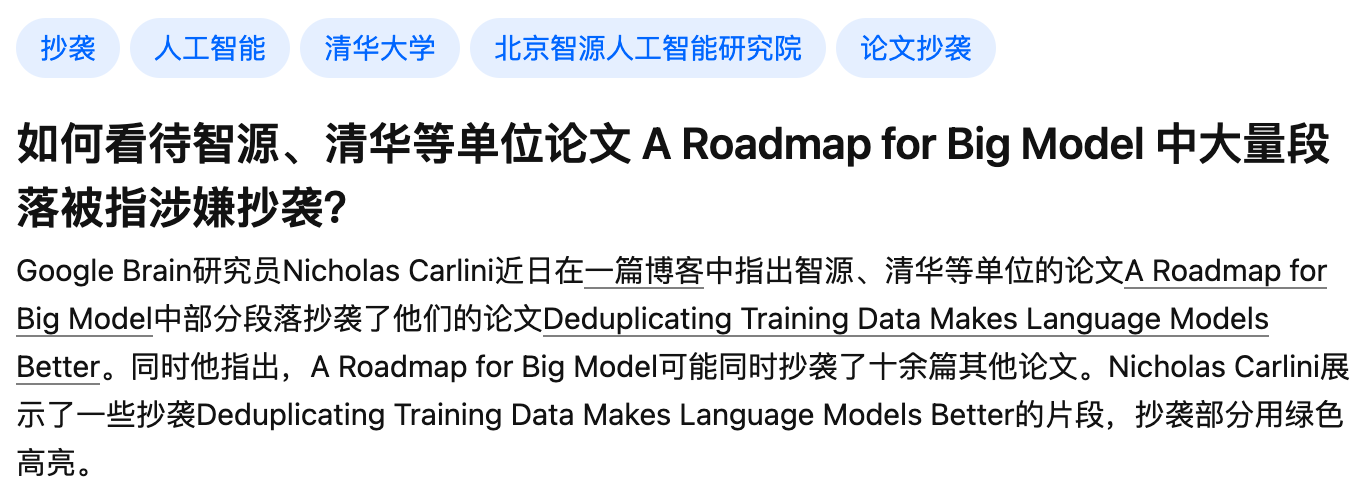 抄袭 人工智能 清华大学 北京智源人工智能研究院 论文抄袭
如何看待智源、清华等单位论文 A Roadmap for Big Model 中大量段
落被指涉嫌抄袭?
Google Brain研究员Nicholas Carlini近日在一篇博客中指出智源、清华等单位的论文A Roadmap for
Big Model中部分段落抄袭了他们的论文Deduplicating Training Data Makes Language Models
Better。同时他指出，A Roadmap for Big Model可能同时抄袭了十余篇其他论文。Nicholas Carlini展
示了一些抄袭Deduplicating Training Data Makes Language Models Better的片段，抄袭部分用绿色
高亮。